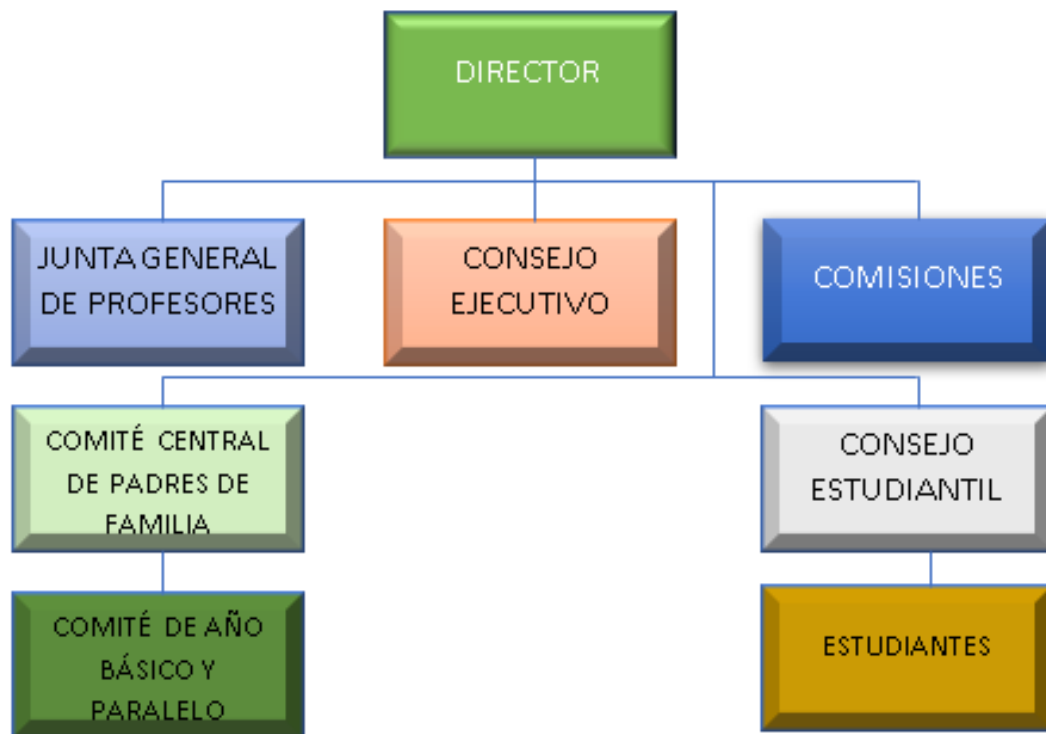 DIRECTOR
JUNTA GENERAL
DE PROFESORES
CONSEJO
EJECUTIVO
COMISIONES
COMITÉ CENTRAL
DE PADRES DE
FAMILIA
CONSEJO
ESTUDIANTIL
COMITÉ DE AÑO
BÁSICO Y
PARALELO
ESTUDIANTES